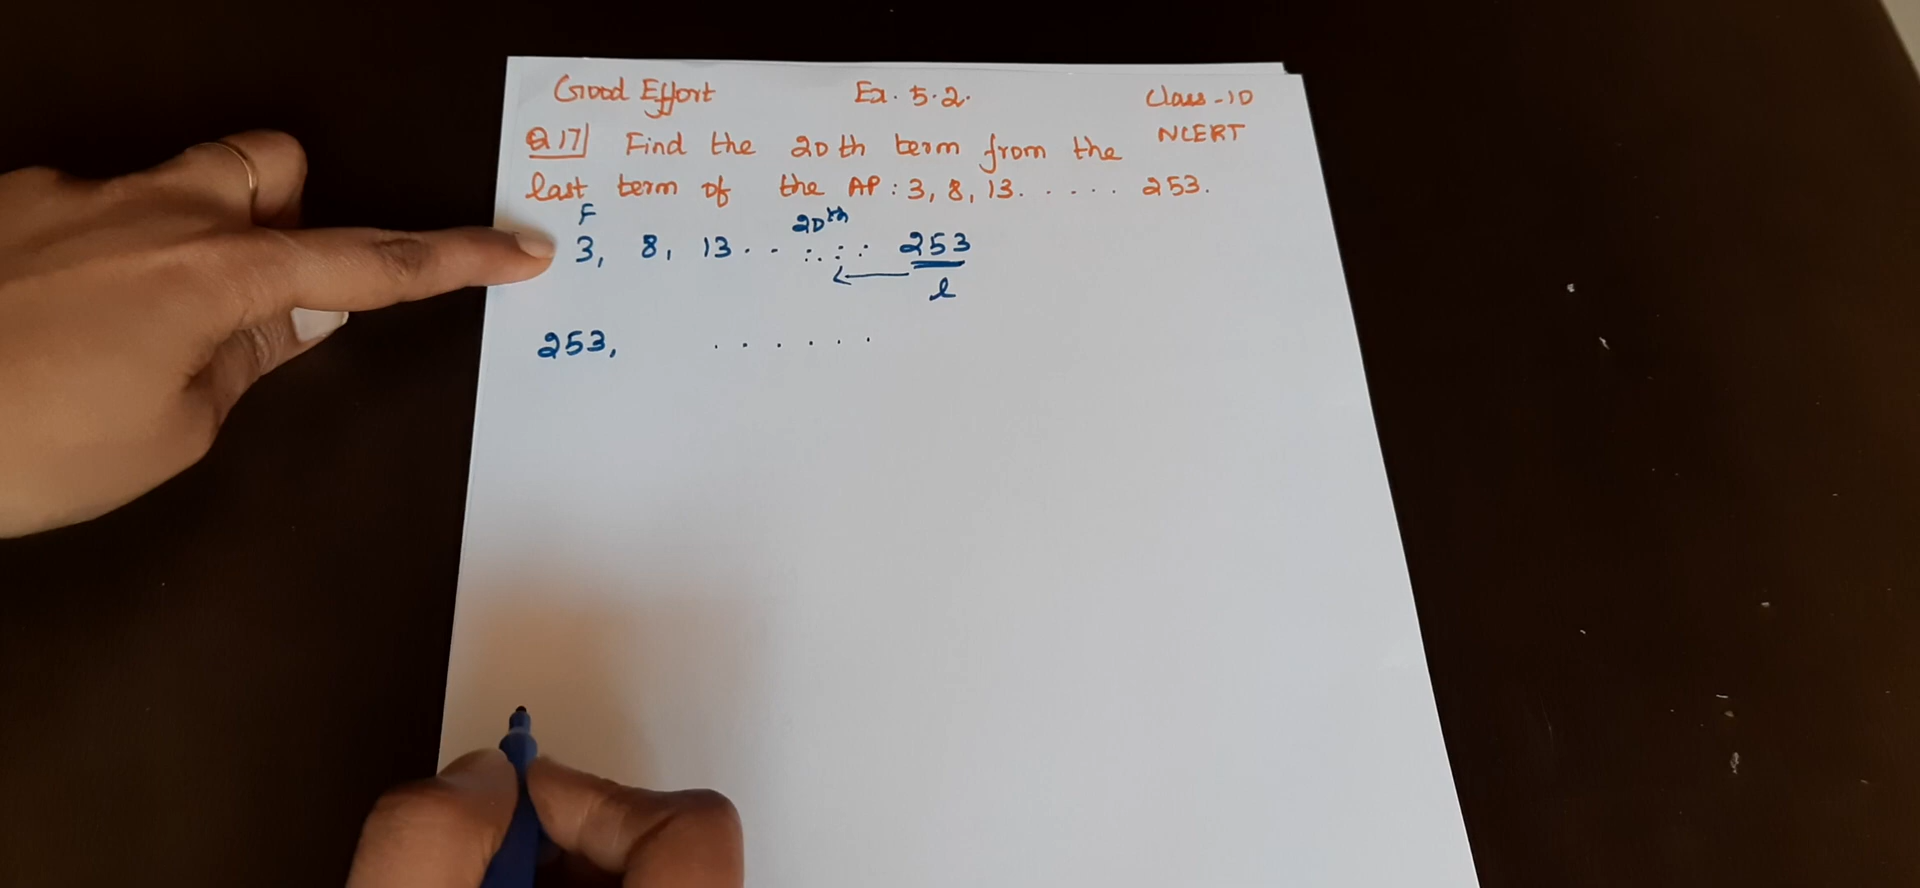 Good Effort Ex. 5.2. Class-10
NCERT
Q 17| Find the 20th term from the
last term of the AP : 3, 8, 13. . . . . . 253.
F
20th
3, 8, 13. . . . . . . . 253
l
253, . . . . . .